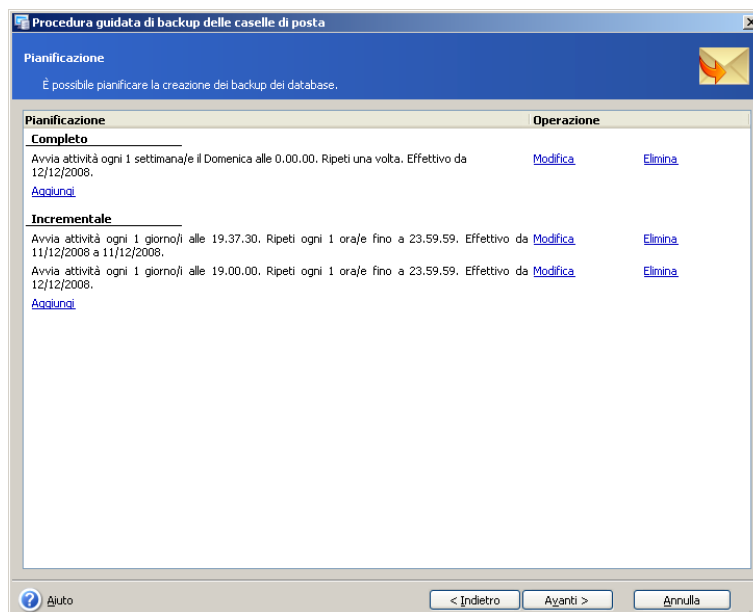 Procedura guidata di backup delle caselle di posta
Pianificazione
È possibile pianificare la creazione dei backup dei database.
Pianificazione Operazione
Completo
Avvia attività ogni 1 settimana/e il Domenica alle 0.00.00. Ripeti una volta. Effettivo da Modifica Elimina
12/12/2008.
Aggiungi
Incrementale
Avvia attività ogni 1 giorno/i alle 19.37.30. Ripeti ogni 1 ora/e fino a 23.59.59. Effettivo da Modifica Elimina
11/12/2008 a 11/12/2008.
Avvia attività ogni 1 giorno/i alle 19.00.00. Ripeti ogni 1 ora/e fino a 23.59.59. Effettivo da Modifica Elimina
12/12/2008.
Aggiungi
Aiuto < Indietro Avanti > Annulla